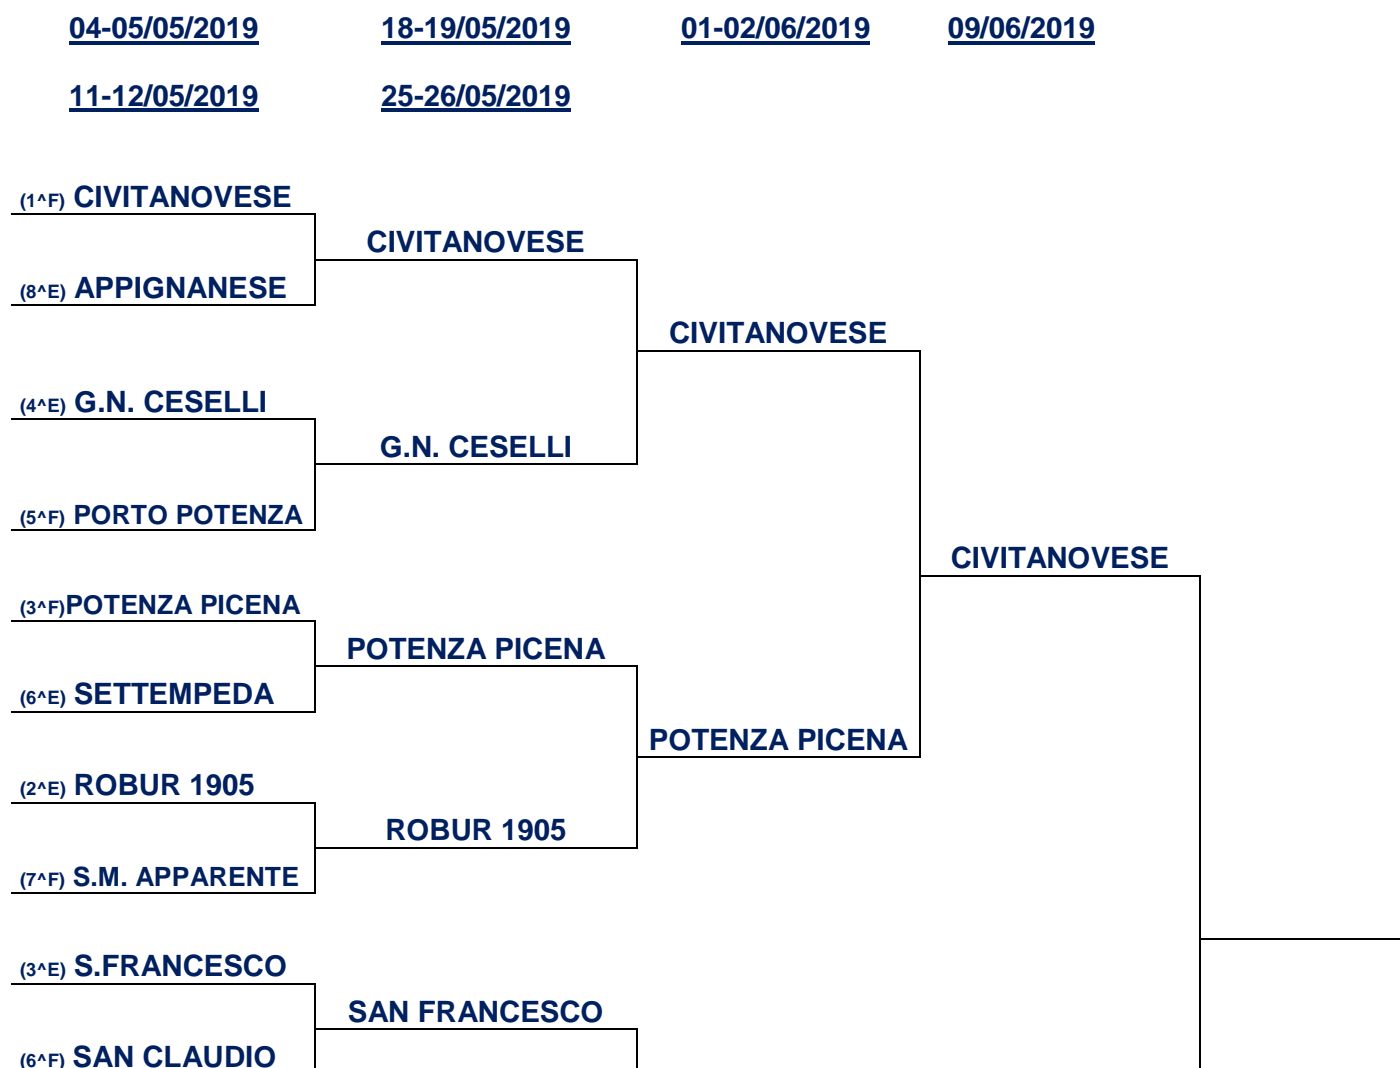 04-05/05/2019 18-19/05/2019 01-02/06/2019 09/06/2019
11-12/05/2019 25-26/05/2019
(1^F) CIVITANOVESE
CIVITANOVESE
(8^E) APPIGNANESE
CIVITANOVESE
(4^E) G.N. CESELLI
G.N. CESELLI
(5^F) PORTO POTENZA
CIVITANOVESE
(3^F)POTENZA PICENA
POTENZA PICENA
(6^E) SETTEMPEDA
POTENZA PICENA
(2^E) ROBUR 1905
ROBUR 1905
(7^F) S.M. APPARENTE
(3^E) S.FRANCESCO
SAN FRANCESCO
(6^F) SAN CLAUDIO